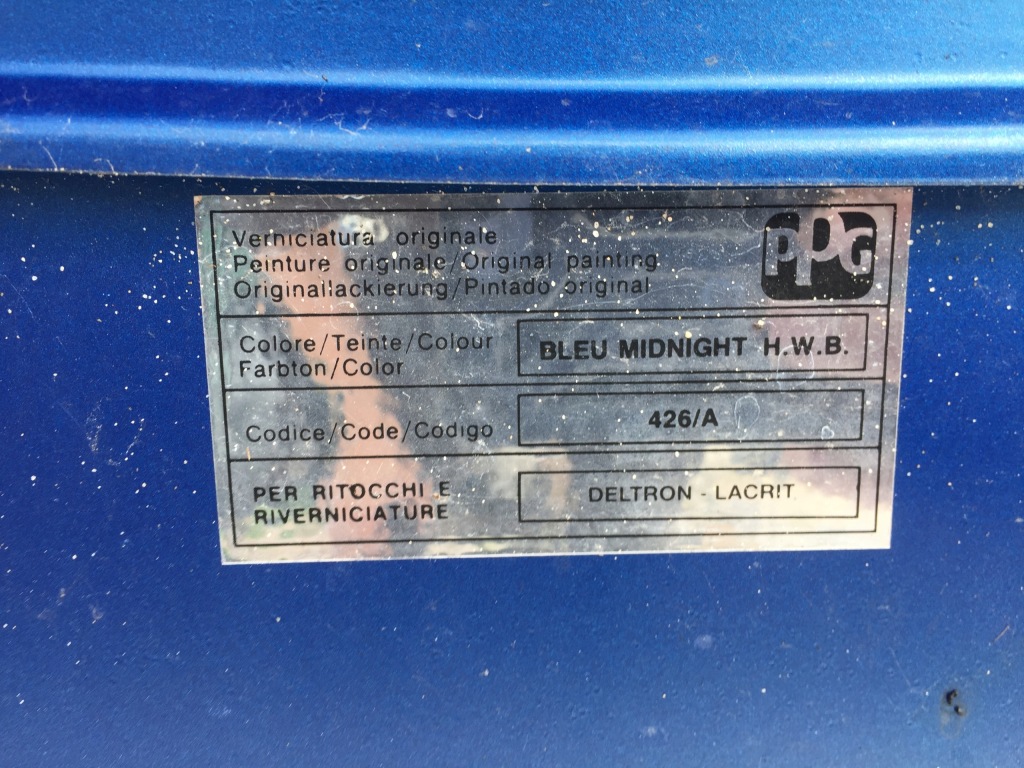 Verniciatura originale
Peinture originale/Original painting
Originallackierung/Pintado original
PPG
Colore/Teinte/Colour
Farbton/Color
BLEU MIDNIGHT H.W.B.
Codice/Code/Codigo
426/A
PER RITOCCHI E
RIVERNICIATURE
DELTRON - LACRIT